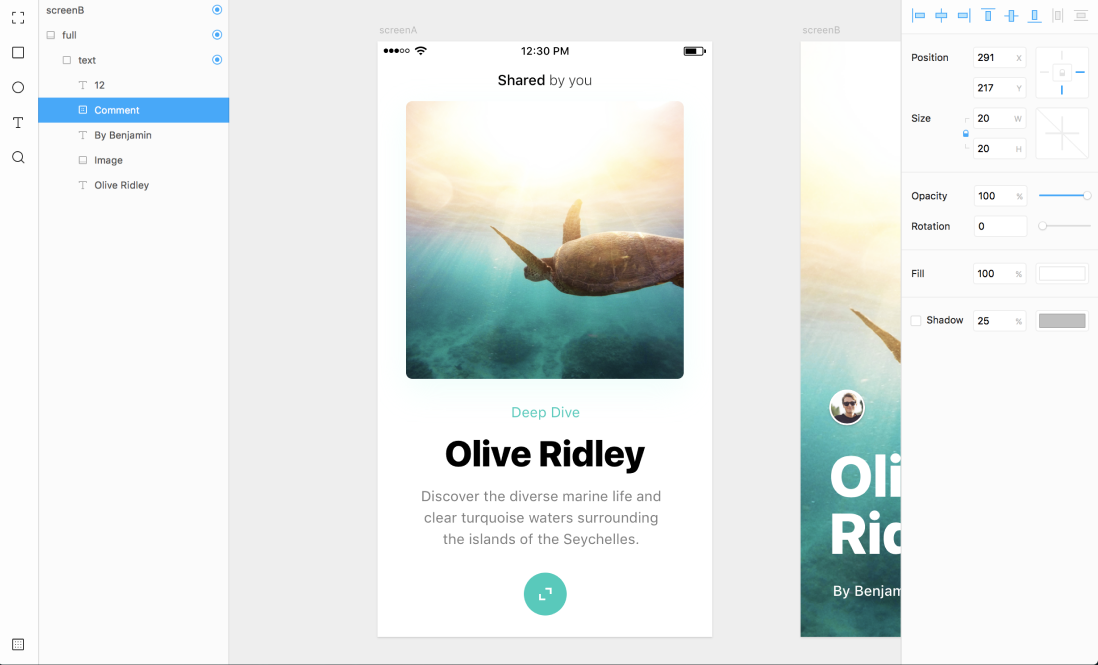 screenB
full
text
12
Comment
By Benjamin
Image
Olive Ridley
screenA
12:30 PM
Shared by you
Deep Dive
Olive Ridley
Discover the diverse marine life and
clear turquoise waters surrounding
the islands of the Seychelles.
screenB
Oli
Rid
By Benjam
Position
291 X
217 Y
Size
20 W
20 H
Opacity
100 %
Rotation
0
Fill
100 %
Shadow
25 %